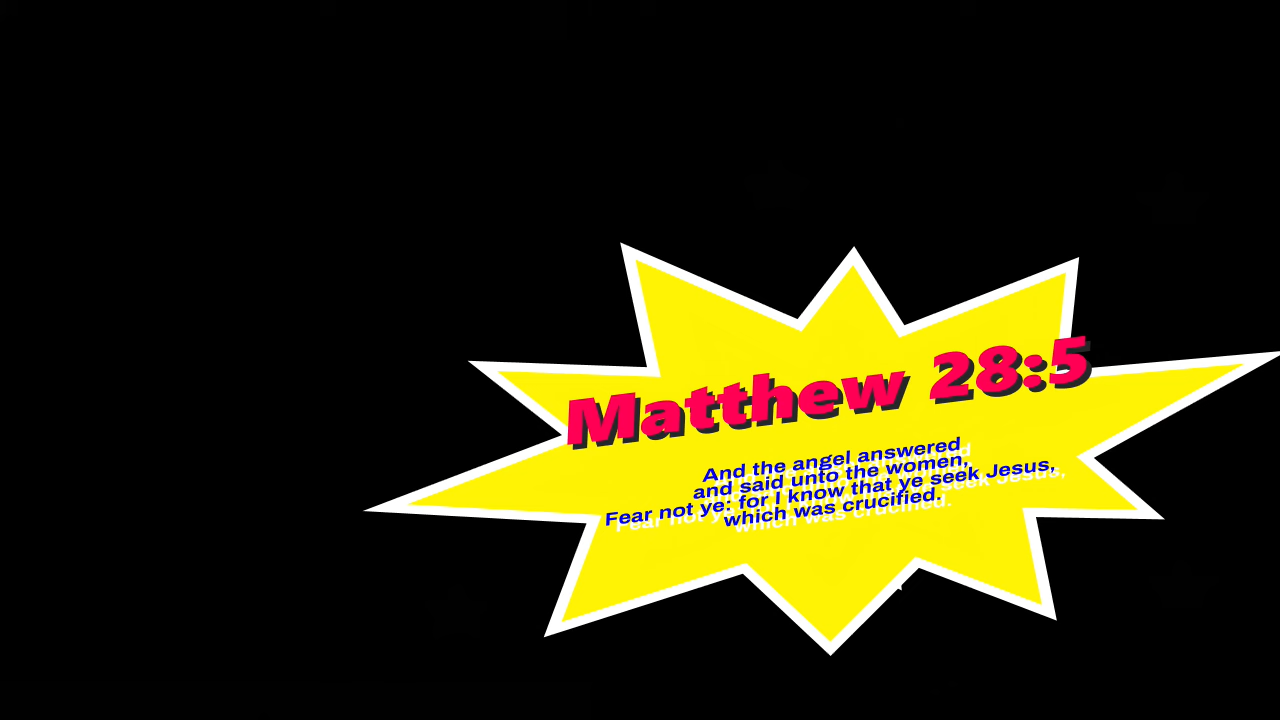 Matthew 28:5
And the angel answered
and said unto the women,
Fear not ye: for I know that ye seek Jesus,
which was crucified.